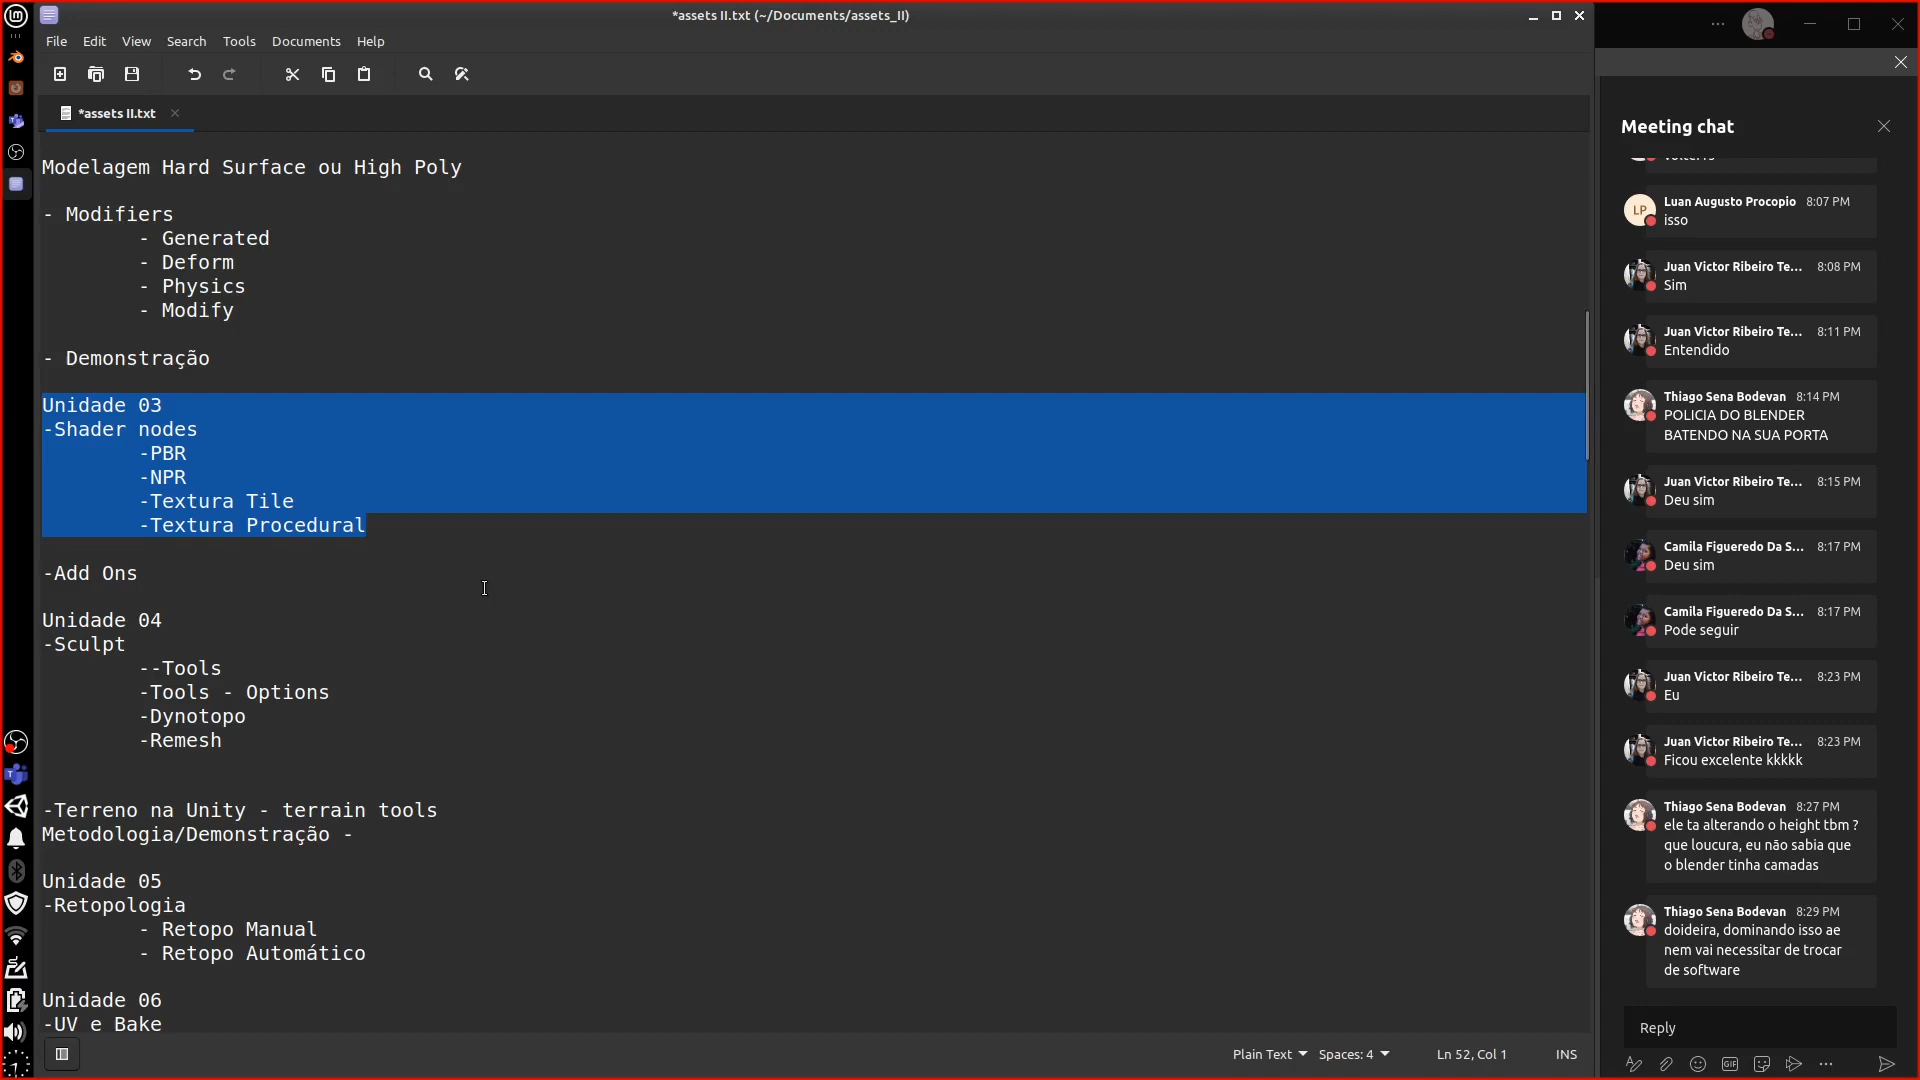 *assets II.txt (~/Documents/assets_II)
File Edit View Search Tools Documents Help
*assets II.txt
Modelagem Hard Surface ou High Poly
- Modifiers
- Generated
- Deform
- Physics
- Modify
- Demonstração
Unidade 03
-Shader nodes
-PBR
-NPR
-Textura Tile
-Textura Procedural
-Add Ons
Unidade 04
-Sculpt
--Tools
-Tools - Options
-Dynotopo
-Remesh
-Terreno na Unity - terrain tools
Metodologia/Demonstração -
Unidade 05
-Retopologia
- Retopo Manual
- Retopo Automático
Unidade 06
-UV e Bake
Plain Text Spaces: 4 Ln 52, Col 1 INS
Meeting chat
LP
Luan Augusto Procopio 8:07 PM
isso
Juan Victor Ribeiro Te... 8:08 PM
Sim
Juan Victor Ribeiro Te... 8:11 PM
Entendido
Thiago Sena Bodevan 8:14 PM
POLICIA DO BLENDER
BATENDO NA SUA PORTA
Juan Victor Ribeiro Te... 8:15 PM
Deu sim
Camila Figueredo Da S... 8:17 PM
Deu sim
Camila Figueredo Da S... 8:17 PM
Pode seguir
Juan Victor Ribeiro Te... 8:23 PM
Eu
Juan Victor Ribeiro Te... 8:23 PM
Ficou excelente kkkkk
Thiago Sena Bodevan 8:27 PM
ele ta alterando o height tbm ?
que loucura, eu não sabia que
o blender tinha camadas
Thiago Sena Bodevan 8:29 PM
doideira, dominando isso ae
nem vai necessitar de trocar
de software
Reply
GIF